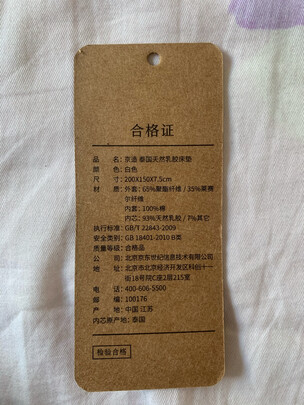 合格证
品 名：京造 泰国天然乳胶床垫
颜 色：白色
尺 寸：200X150X7.5cm
材 质：外套：65%聚酯纤维 / 35%莱赛
尔纤维
内套：100%棉
内芯：93%天然乳胶 / 7%其它
执行标准：GB/T 22843-2009
安全类别：GB 18401-2010 B类
质量等级：合格品
公 司：北京京东世纪信息技术有限公司
地 址：北京市北京经济开发区科创十一
街18号院C座2层215室
电 话：400-606-5500
邮 编：100176
产 地：中国 江苏
内芯原产地：泰国
检验合格